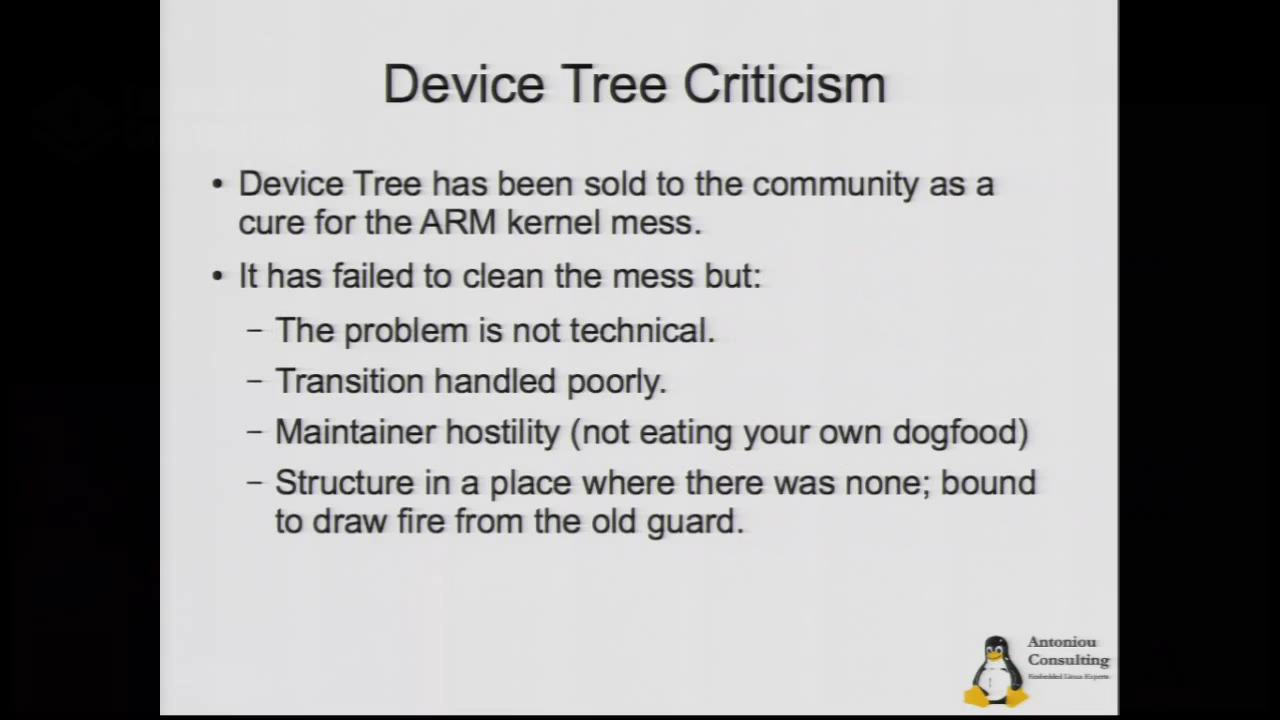 Device Tree Criticism
• Device Tree has been sold to the community as a
cure for the ARM kernel mess.
• It has failed to clean the mess but:
– The problem is not technical.
– Transition handled poorly.
– Maintainer hostility (not eating your own dogfood)
– Structure in a place where there was none; bound
to draw fire from the old guard.
Antoniou
Consulting
Embedded Linux Experts